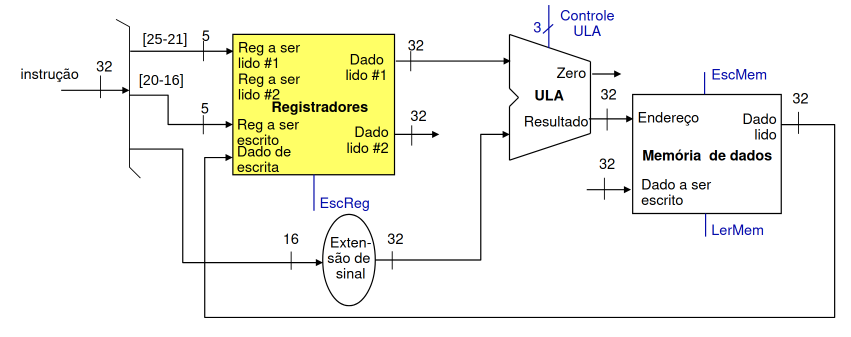 instrução
32
[25-21]
5
[20-16]
5
Reg a ser
lido #1
Reg a ser
lido #2
Registradores
Reg a ser
escrito
Dado de
escrita
Dado
lido #1
Dado
lido #2
EscReg
32
32
16
Exten-
são de
sinal
32
3
Controle
ULA
Zero
ULA
Resultado
32
32
EscMem
Endereço
Dado
lido
Memória de dados
Dado a ser
escrito
LerMem
32